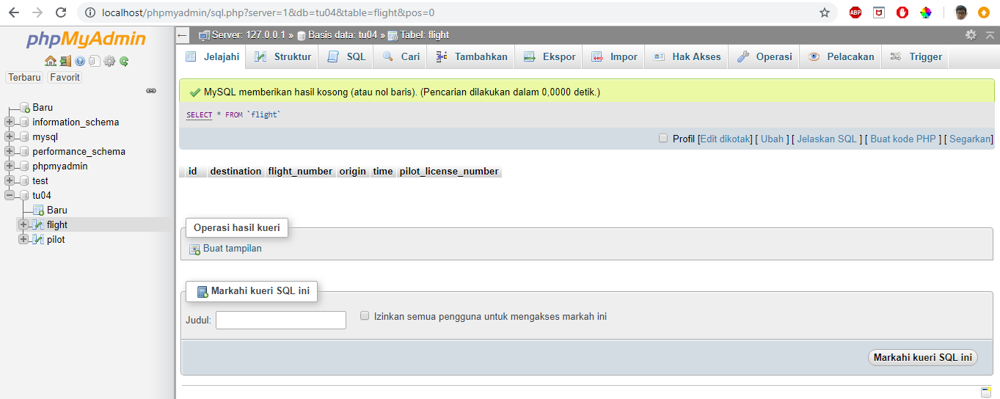 localhost/phpmyadmin/sql.php?server=1&db=tu04&table=flight&pos=0
ABP
phpMyAdmin
Terbaru Favorit
Baru
information_schema
mysql
performance_schema
phpmyadmin
test
tu04
Baru
flight
pilot
Server: 127.0.0.1 » Basis data: tu04 » Tabel: flight
Jelajahi Struktur SQL Cari Tambahkan Ekspor Impor Hak Akses Operasi Pelacakan Trigger
MySQL memberikan hasil kosong (atau nol baris). (Pencarian dilakukan dalam 0,0000 detik.)
SELECT * FROM `flight`
Profil [Edit dikotak] [ Ubah ] [ Jelaskan SQL ] [ Buat kode PHP ] [ Segarkan]
id destination flight_number origin time pilot_license_number
Operasi hasil kueri
Buat tampilan
Markahi kueri SQL ini
Judul: Izinkan semua pengguna untuk mengakses markah ini
Markahi kueri SQL ini